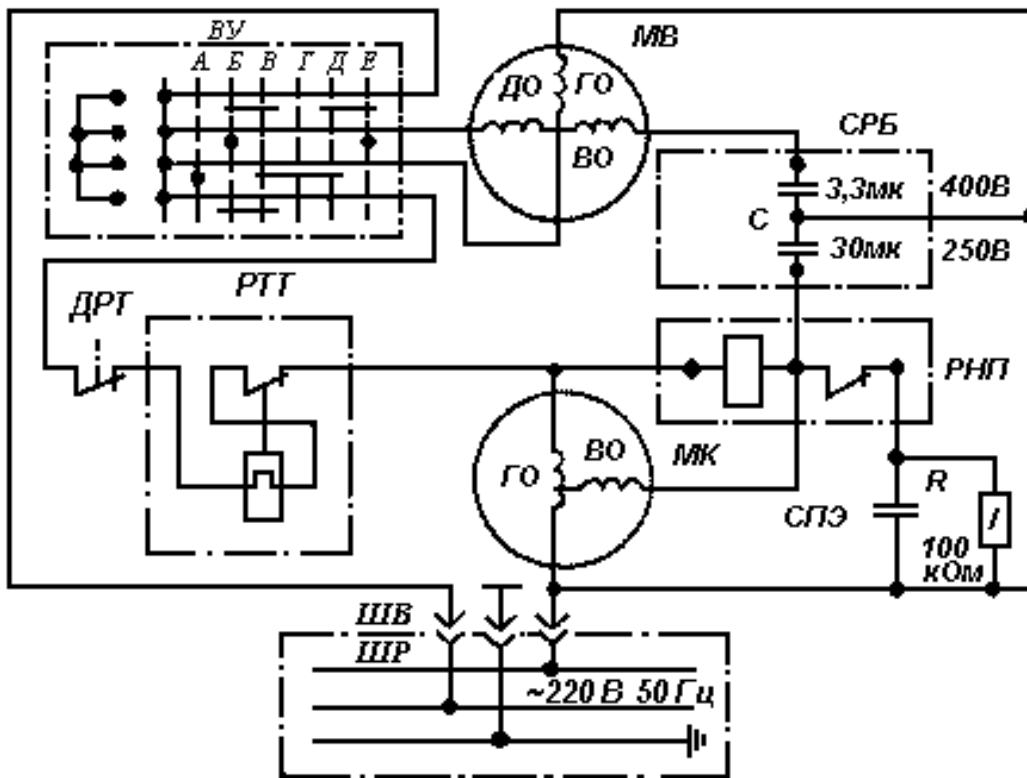 ВУ
МВ
А Б В Г Д Е
ДО ГО
ВО
СРБ
3,3мк 400В
С
30мк 250В
ДРТ
РТТ
РНП
ВО
МК
ГО
R
СПЭ
100
кОм
ШВ
ШР
~220 В 50 Гц